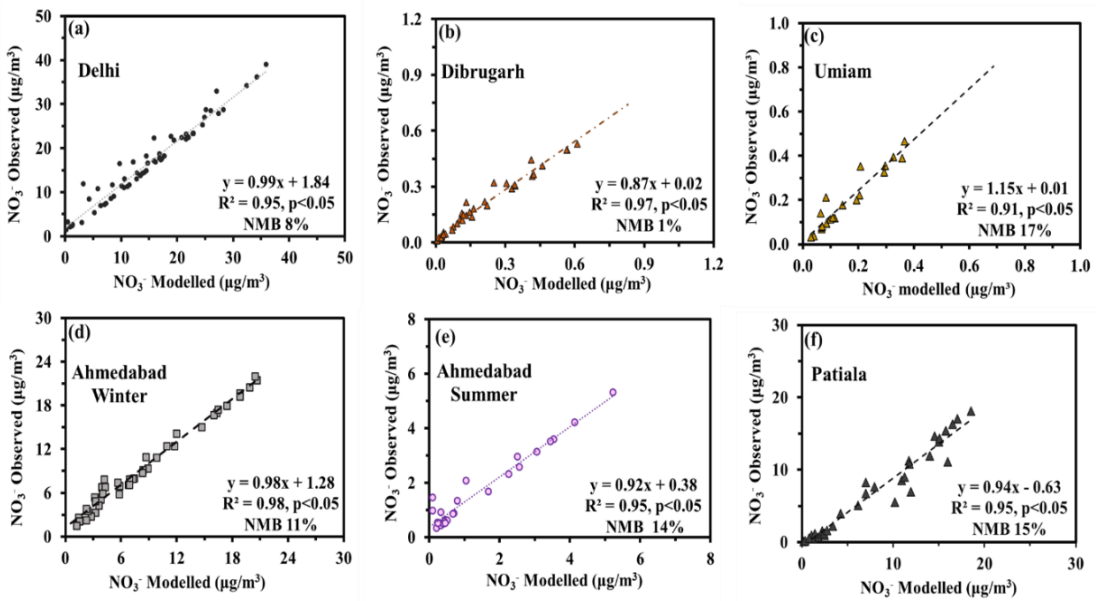 (a)
Delhi
50
40
30
20
10
0
0 10 20 30 40 50
NO₃⁻ Observed (µg/m³)
NO₃⁻ Modelled (µg/m³)
y = 0.99x + 1.84
R² = 0.95, p<0.05
NMB 8%
(b)
Dibrugarh
1.2
0.9
0.6
0.3
0.0
0.0 0.3 0.6 0.9 1.2
NO₃⁻ Observed (µg/m³)
NO₃⁻ Modelled (µg/m³)
y = 0.87x + 0.02
R² = 0.97, p<0.05
NMB 1%
(c)
Umiam
1.0
0.8
0.6
0.4
0.2
0.0
0.0 0.2 0.4 0.6 0.8 1.0
NO₃⁻ Observed (µg/m³)
NO₃⁻ modelled (µg/m³)
y = 1.15x + 0.01
R² = 0.91, p<0.05
NMB 17%
(d)
Ahmedabad
Winter
30
24
18
12
6
0
0 6 12 18 24 30
NO₃⁻ Observed (µg/m³)
NO₃⁻ Modelled (µg/m³)
y = 0.98x + 1.28
R² = 0.98, p<0.05
NMB 11%
(e)
Ahmedabad
Summer
8
6
4
2
0
0 2 4 6 8
NO₃⁻ Observed (µg/m³)
NO₃⁻ Modelled (µg/m³)
y = 0.92x + 0.38
R² = 0.95, p<0.05
NMB 14%
(f)
Patiala
30
20
10
0
0 10 20 30
NO₃⁻ Observed (µg/m³)
NO₃⁻ Modelled (µg/m³)
y = 0.94x - 0.63
R² = 0.95, p<0.05
NMB 15%